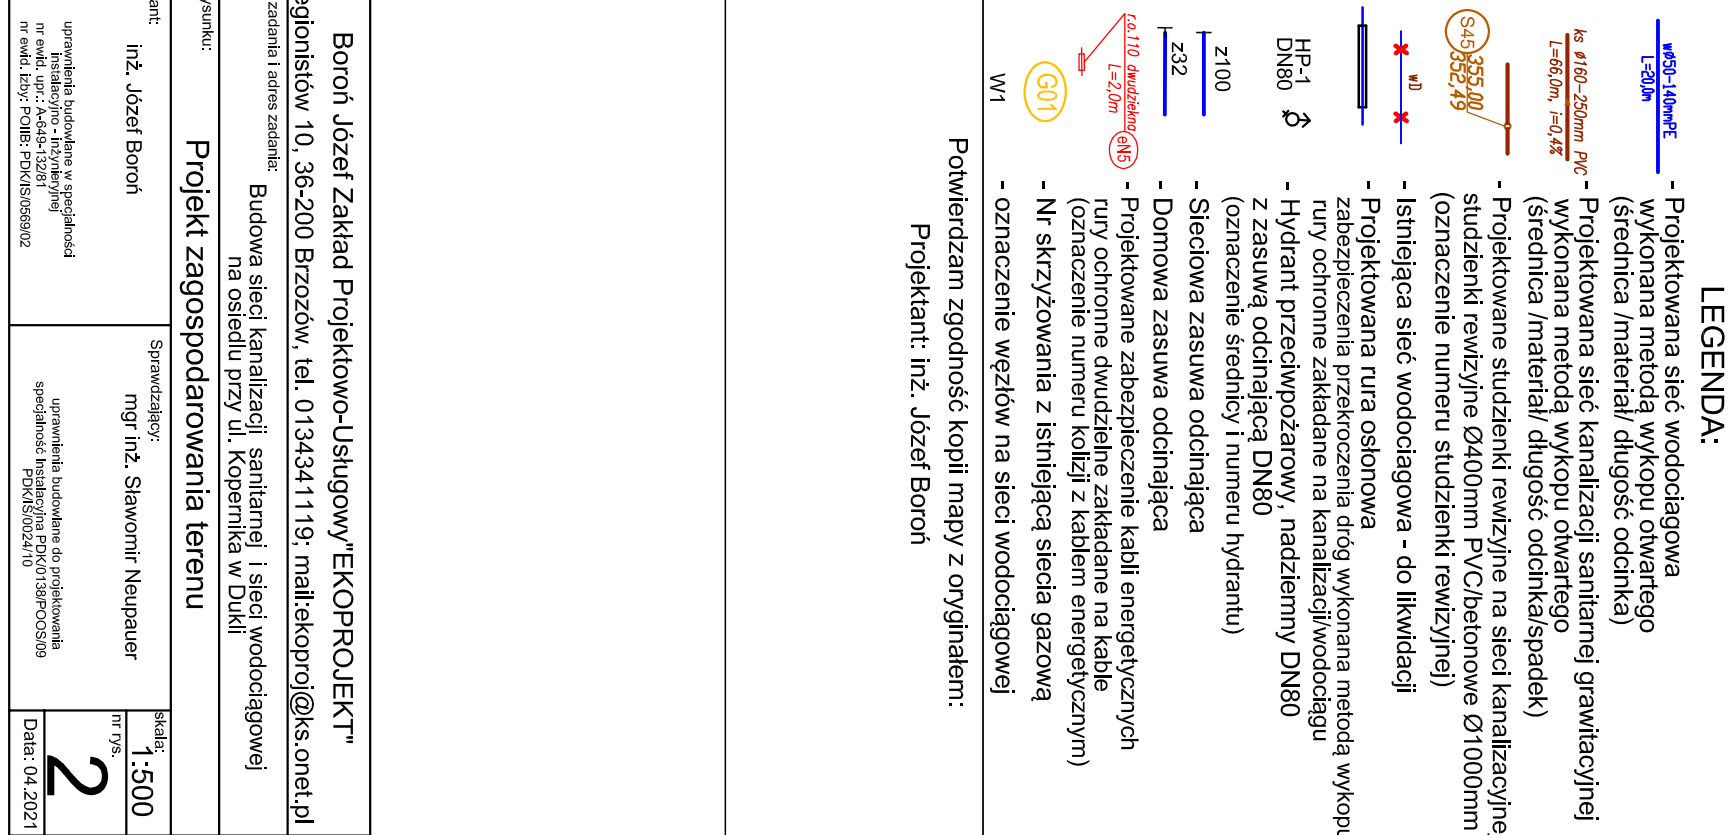 LEGENDA:
wø50-140mmPE
L=20,0m
- Projektowana sieć wodociągowa
wykonana metodą wykopu otwartego
(średnica /materiał/ długość odcinka)
ks ø160-250mm PVC
L=66,0m, i=0,4%
- Projektowana sieć kanalizacji sanitarnej grawitacyjnej
wykonana metodą wykopu otwartego
(średnica /materiał/ długość odcinka/spadek)
S45
355,00
352,49
- Projektowane studzienki rewizyjne na sieci kanalizacyjne
studzienki rewizyjne Ø400mm PVC/betonowe Ø1000mm
(oznaczenie numeru studzienki rewizyjnej)
wD
- Istniejąca sieć wodociągowa - do likwidacji
- Projektowana rura osłonowa
zabezpieczenia przekroczenia dróg wykonana metodą wykopu
rury ochronne zakładane na kanalizacji/wodociągu
HP-1
DN80
- Hydrant przeciwpożarowy, nadziemny DN80
z zasuwą odcinającą DN80
(oznaczenie średnicy i numeru hydrantu)
z100
- Sieciowa zasuwa odcinająca
z32
- Domowa zasuwa odcinająca
r.o.110 dwudzielna
L=2,0m
eN5
- Projektowane zabezpieczenie kabli energetycznych
rury ochronne dwudzielne zakładane na kable
(oznaczenie numeru kolizji z kablem energetycznym)
G01
- Nr skrzyżowania z istniejącą siecia gazową
W1
- oznaczenie węzłów na sieci wodociągowej
Potwierdzam zgodność kopii mapy z oryginałem:
Projektant: inż. Józef Boroń
Boroń Józef Zakład Projektowo-Usługowy"EKOPROJEKT"
egionistów 10, 36-200 Brzozów, tel. 0134341119; mail:ekoproj@ks.onet.pl
zadania i adres zadania:
Budowa sieci kanalizacji sanitarnej i sieci wodociągowej
na osiedlu przy ul. Kopernika w Dukli
ysunku:
Projekt zagospodarowania terenu
ant:
inż. Józef Boroń
uprawnienia budowlane w specjalności
instalacyjno - inżynieryjnej
nr ewid. upr.: A-649-132/81
nr ewid. izby: POIIB: PDK/IS/0569/02
Sprawdzający:
mgr inż. Sławomir Neupauer
uprawnienia budowlane do projektowania
specjalność Instalacyjna PDK/0138/POOS/09
PDK/IS/0024/10
skala:
1:500
nr rys.
2
Data: 04.2021